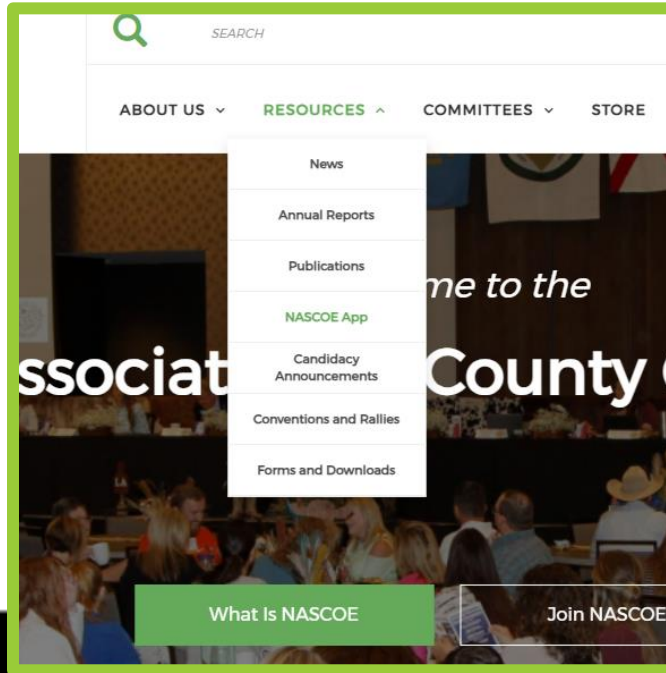 SEARCH
ABOUT US RESOURCES COMMITTEES STORE
News
Annual Reports
Publications
NASCOE App
Candidacy
Announcements
Conventions and Rallies
Forms and Downloads
me to the
ssociat County
What Is NASCOE Join NASCOE